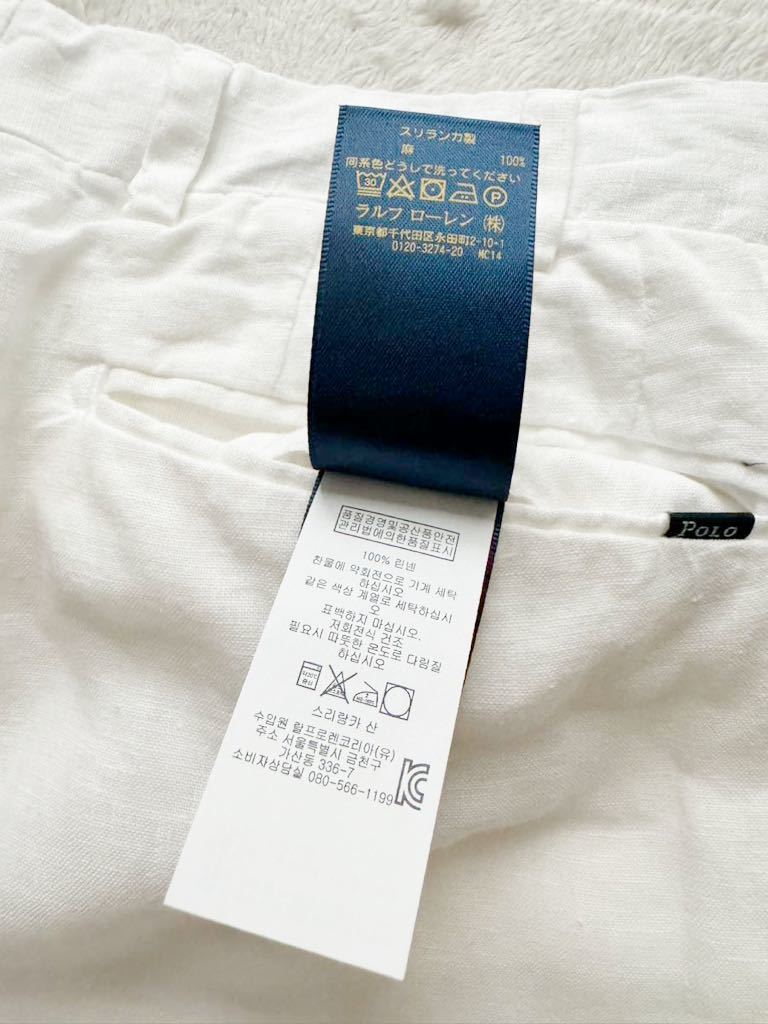 スリランカ製
麻 100%
同系色どうしで洗ってください
30 P
ラルフ ローレン (株)
東京都千代田区永田町2-10-1
0120-3274-20 MC14
POLO
품질경영및공산품안전
관리법에의한품질표시
100% 린넨
찬물에 약회전으로 기계 세탁
하십시오
같은 색상 계열로 세탁하십시
오
표백하지 마십시오.
저회전식 건조
필요시 따뜻한 온도로 다림질
하십시오
스리랑카 산
수입원 랄프로렌코리아(유)
주소 서울특별시 금천구
가산동 336-7
소비자상담실 080-566-1199